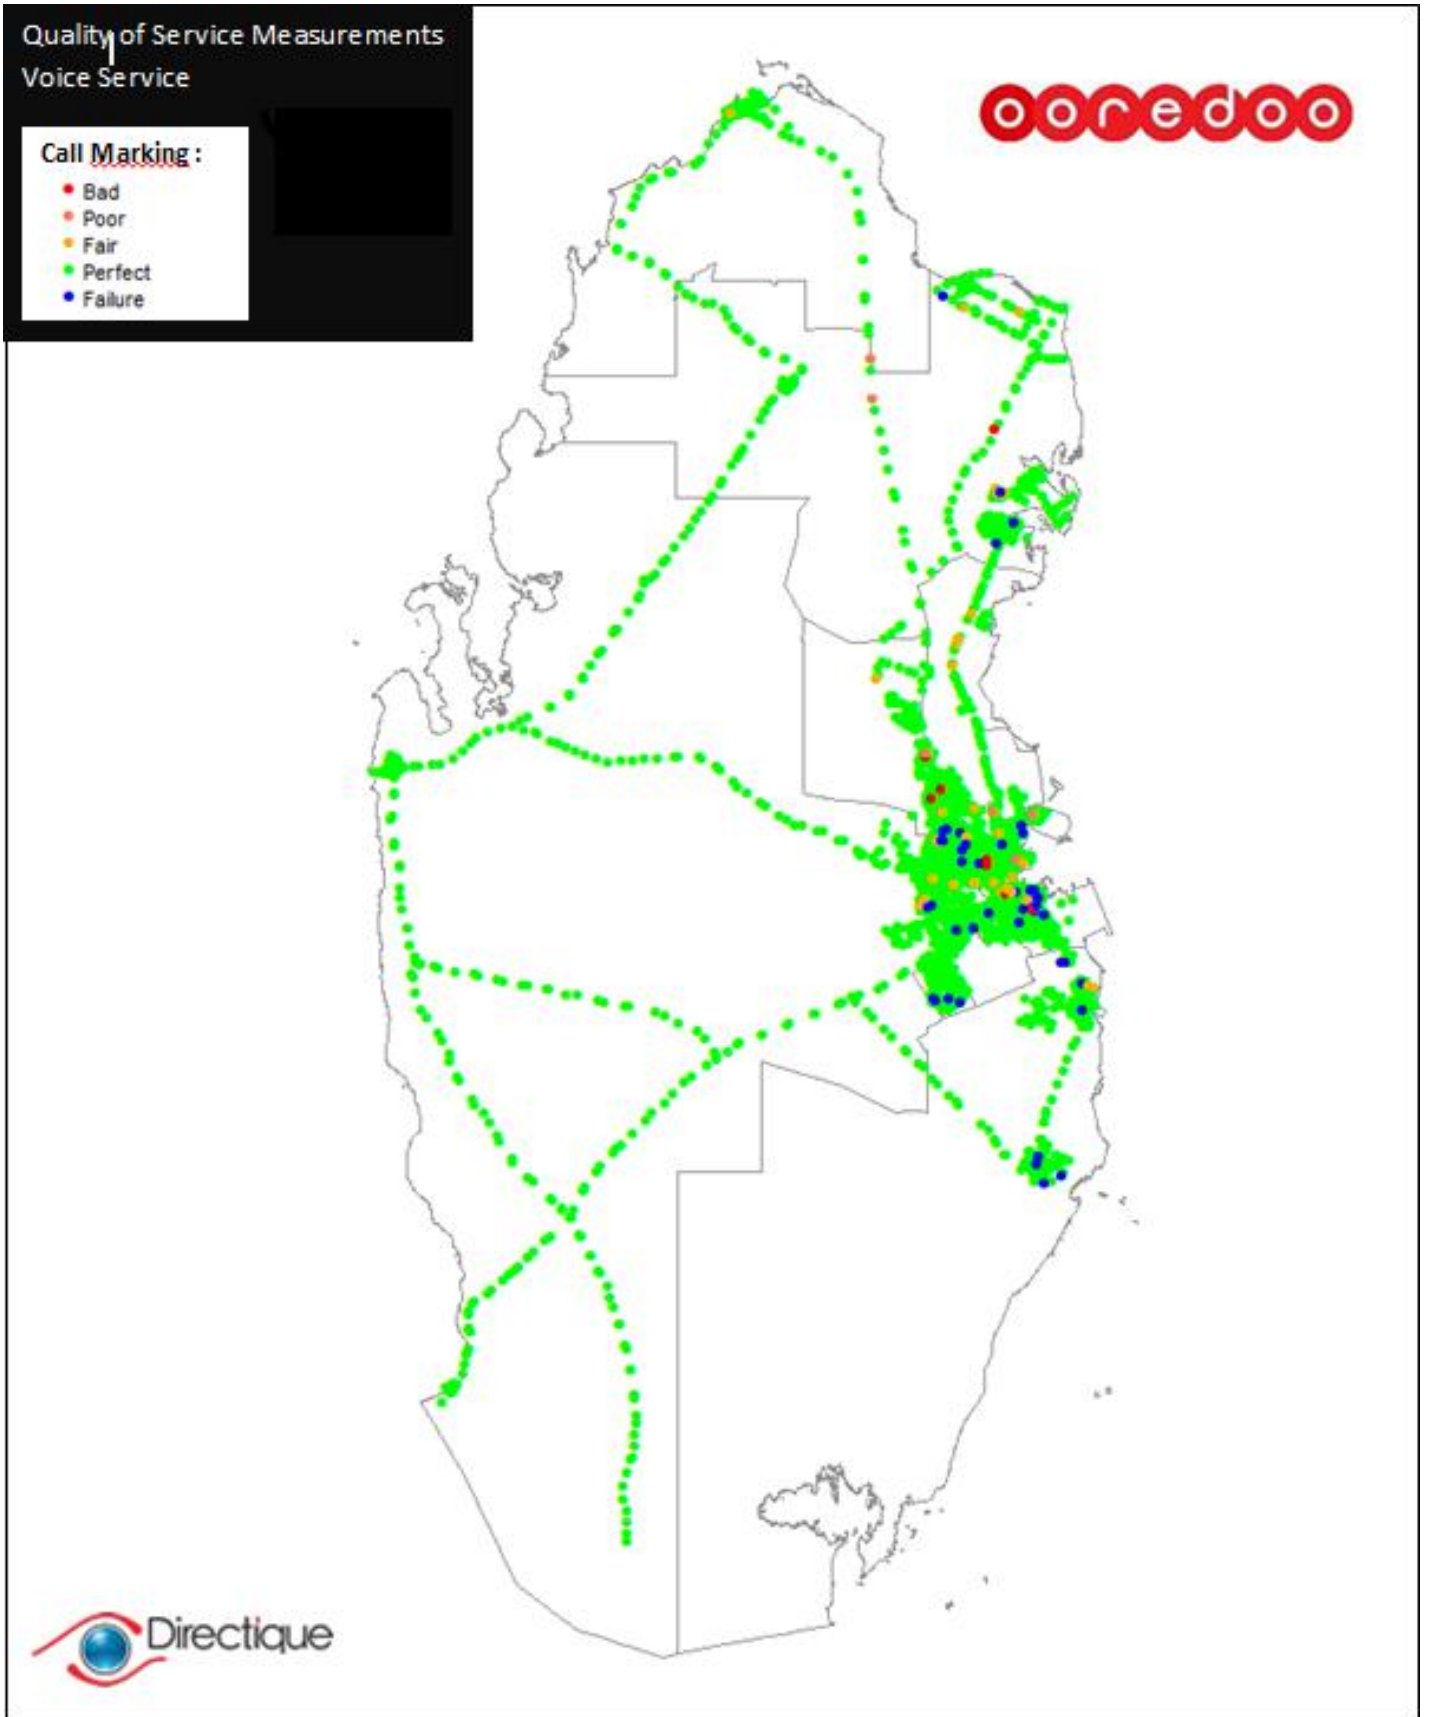 Quality of Service Measurements
Voice Service
ooredoo
Call Marking :
Bad
Poor
Fair
Perfect
Failure
Directique